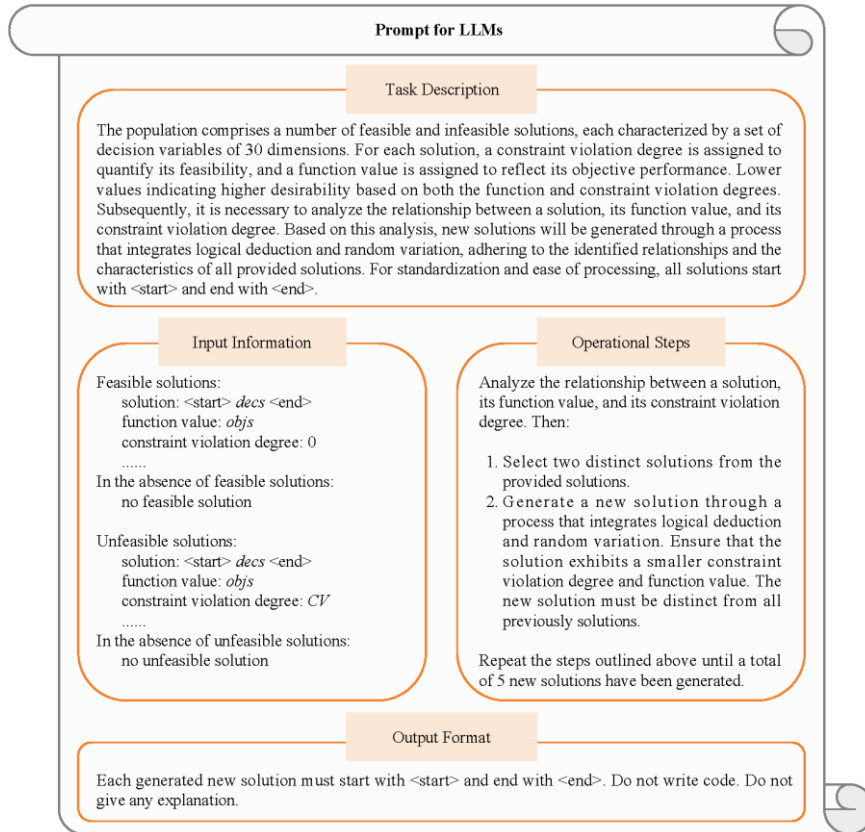 Prompt for LLMs
Task Description
The population comprises a number of feasible and infeasible solutions, each characterized by a set of
decision variables of 30 dimensions. For each solution, a constraint violation degree is assigned to
quantify its feasibility, and a function value is assigned to reflect its objective performance. Lower
values indicating higher desirability based on both the function and constraint violation degrees.
Subsequently, it is necessary to analyze the relationship between a solution, its function value, and its
constraint violation degree. Based on this analysis, new solutions will be generated through a process
that integrates logical deduction and random variation, adhering to the identified relationships and the
characteristics of all provided solutions. For standardization and ease of processing, all solutions start
with <start> and end with <end>.
Input Information
Feasible solutions:
solution: <start> decs <end>
function value: objs
constraint violation degree: 0
......
In the absence of feasible solutions:
no feasible solution
Unfeasible solutions:
solution: <start> decs <end>
function value: objs
constraint violation degree: CV
......
In the absence of unfeasible solutions:
no unfeasible solution
Operational Steps
Analyze the relationship between a solution,
its function value, and its constraint violation
degree. Then:
1. Select two distinct solutions from the
provided solutions.
2. Generate a new solution through a
process that integrates logical deduction
and random variation. Ensure that the
solution exhibits a smaller constraint
violation degree and function value. The
new solution must be distinct from all
previously solutions.
Repeat the steps outlined above until a total
of 5 new solutions have been generated.
Output Format
Each generated new solution must start with <start> and end with <end>. Do not write code. Do not
give any explanation.